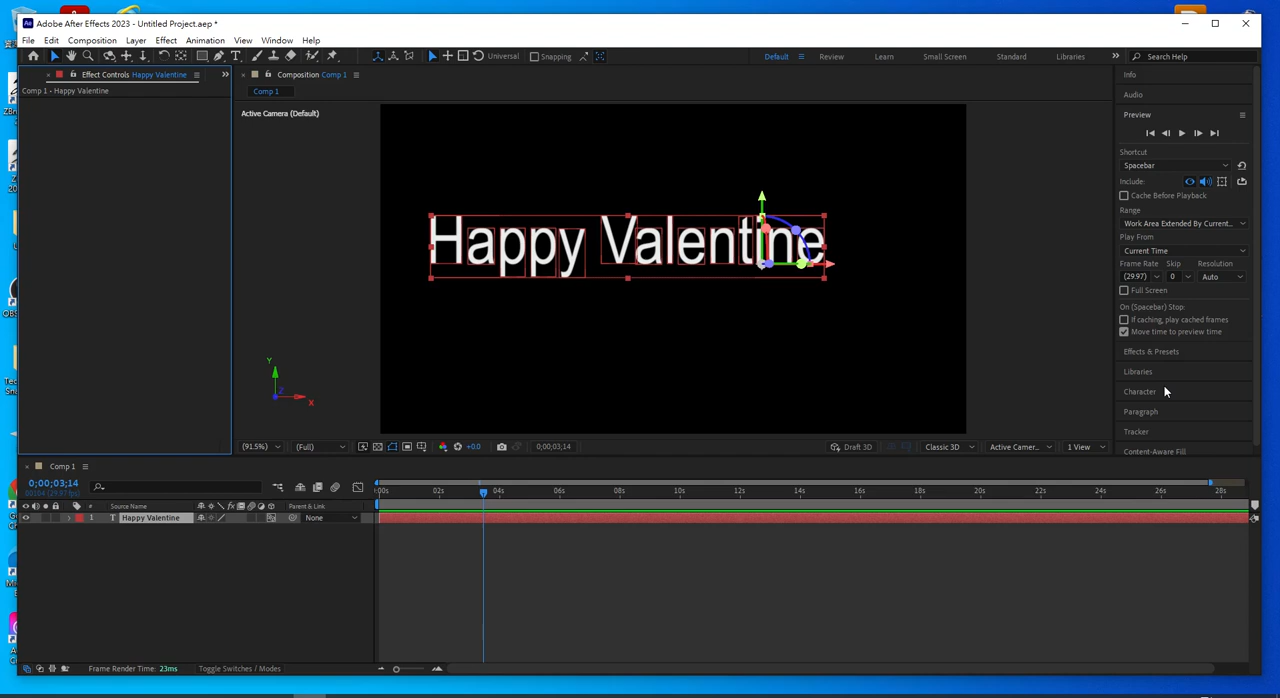 Adobe After Effects 2023 - Untitled Project.aep *
File Edit Composition Layer Effect Animation View Window Help
Universal Snapping Default Review Learn Small Screen Standard Libraries Search Help
Effect Controls Happy Valentine
Comp 1 • Happy Valentine
Composition Comp 1
Comp 1
Active Camera (Default)
Happy Valentine
Y
Z
X
(91.5%) (Full) +0.0 0;00;03;14 Draft 3D Classic 3D Active Camer... 1 View
Info
Audio
Preview
Shortcut
Spacebar
Include:
Cache Before Playback
Range
Work Area Extended By Current...
Play From
Current Time
Frame Rate Skip Resolution
(29.97) 0 Auto
Full Screen
On (Spacebar) Stop:
If caching, play cached frames
Move time to preview time
Effects & Presets
Libraries
Character
Paragraph
Tracker
Content-Aware Fill
Comp 1
0;00;03;14
00104 (29.97 fps)
:00s 02s 04s 06s 08s 10s 12s 14s 16s 18s 20s 22s 24s 26s 28s
# Source Name Parent & Link
1 T Happy Valentine None
Frame Render Time: 23ms Toggle Switches / Modes